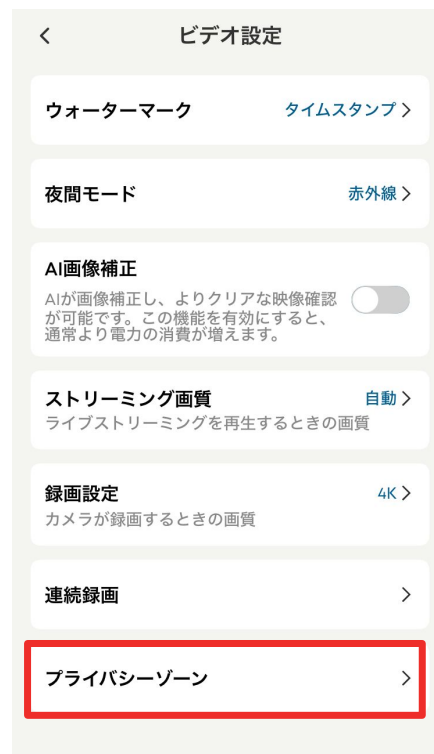 ビデオ設定
ウォーターマーク タイムスタンプ
夜間モード 赤外線
AI画像補正
AIが画像補正し、よりクリアな映像確認
が可能です。この機能を有効にすると、
通常より電力の消費が増えます。
ストリーミング画質 自動
ライブストリーミングを再生するときの画質
録画設定 4K
カメラが録画するときの画質
連続録画
プライバシーゾーン